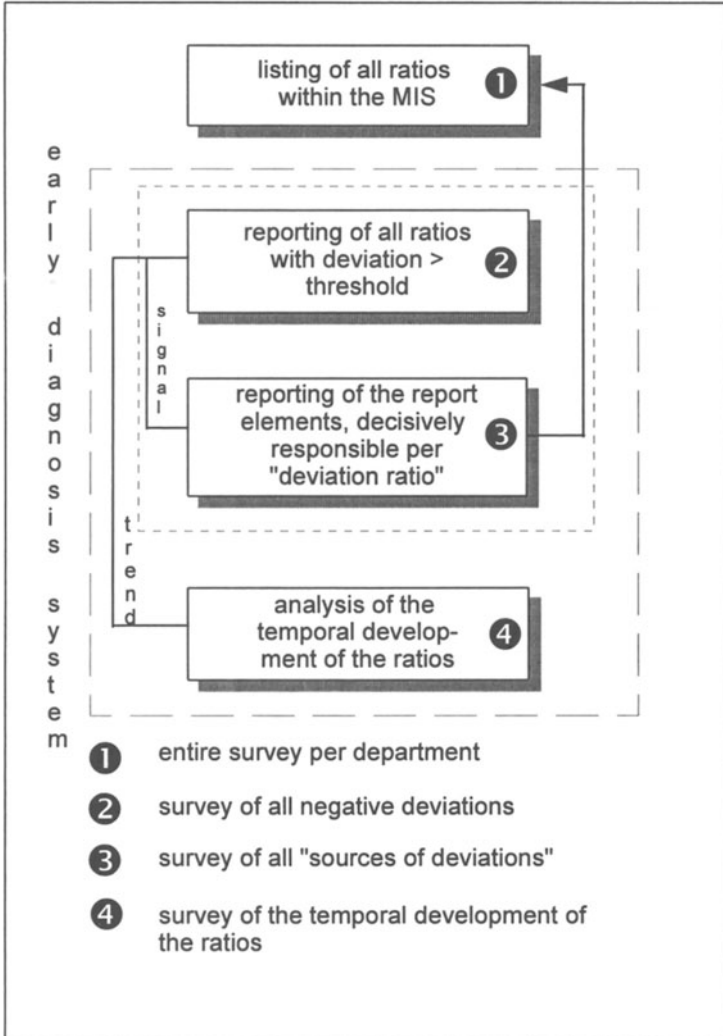 listing of all ratios
within the MIS
1
early diagnosis system
reporting of all ratios
with deviation >
threshold
2
signal
reporting of the report
elements, decisively
responsible per
"deviation ratio"
3
trend
analysis of the
temporal develop-
ment of the ratios
4
1 entire survey per department
2 survey of all negative deviations
3 survey of all "sources of deviations"
4 survey of the temporal development of
the ratios